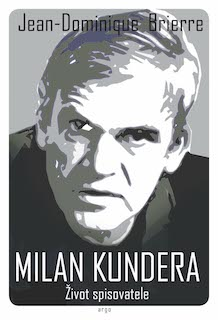 Jean-Dominique Brierre
MILAN KUNDERA
Život spisovatele
argo